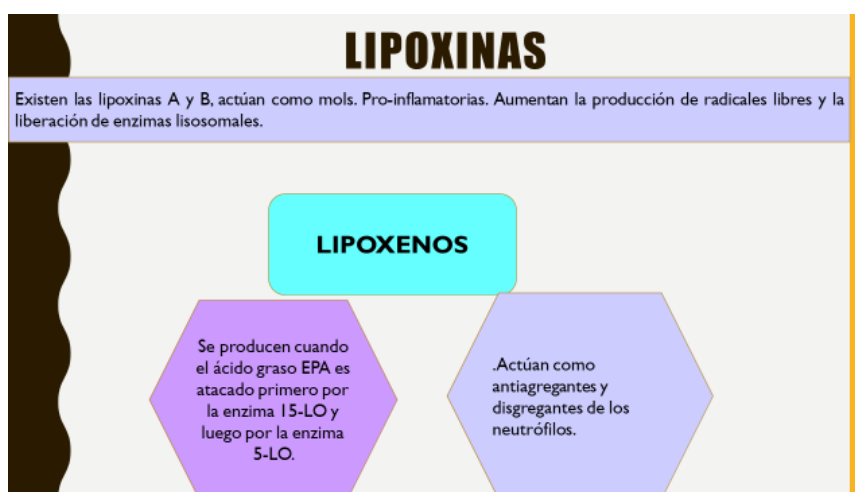 LIPOXINAS
Existen las lipoxinas A y B, actúan como mols. Pro-inflamatorias. Aumentan la producción de radicales libres y la
liberación de enzimas lisosomales.
LIPOXENOS
Se producen cuando
el ácido graso EPA es
atacado primero por
la enzima 15-LO y
luego por la enzima
5-LO.
.Actúan como
antiagregantes y
disgregantes de los
neutrófilos.